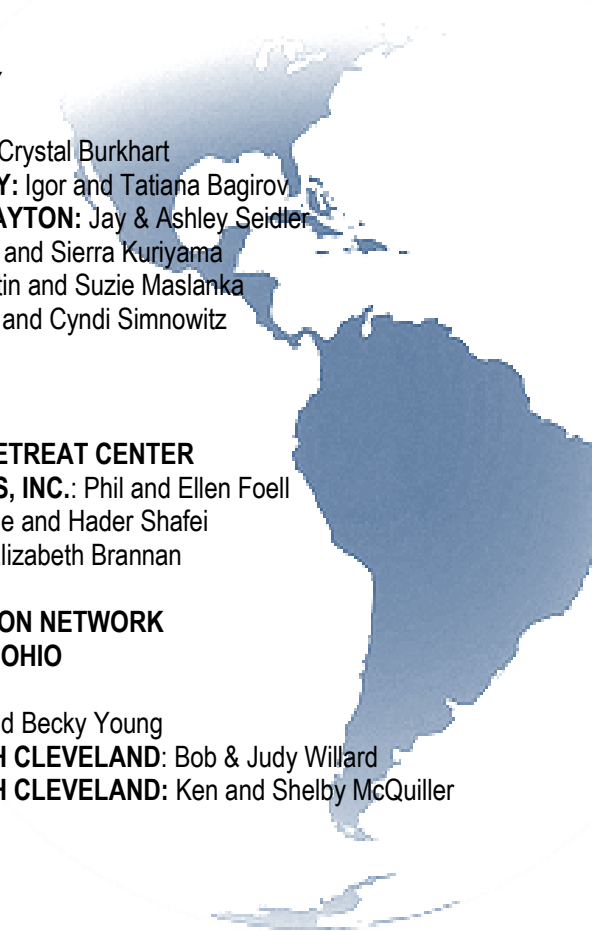 Crystal Burkhart
Y: Igor and Tatiana Bagirov
AYTON: Jay & Ashley Seidler
and Sierra Kuriyama
tin and Suzie Maslanka
and Cyndi Simnowitz
ETREAT CENTER
S, INC.: Phil and Ellen Foell
e and Hader Shafei
lizabeth Brannan
ON NETWORK
OHIO
d Becky Young
H CLEVELAND: Bob & Judy Willard
H CLEVELAND: Ken and Shelby McQuiller